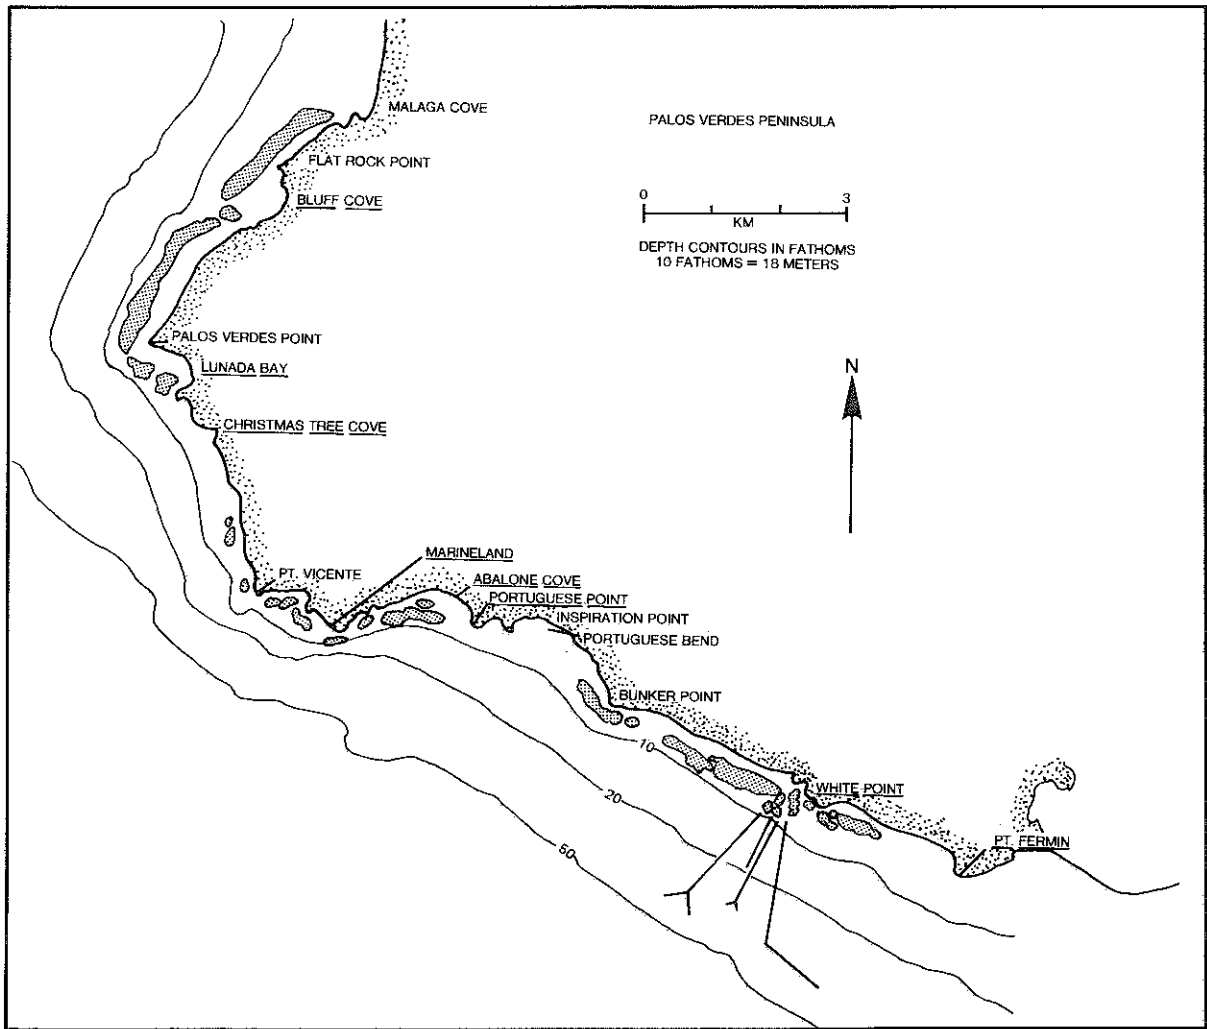 MALAGA COVE
PALOS VERDES PENINSULA
FLAT ROCK POINT
BLUFF COVE
0 3
KM
DEPTH CONTOURS IN FATHOMS
10 FATHOMS = 18 METERS
PALOS VERDES POINT
LUNADA BAY
N
CHRISTMAS TREE COVE
MARINELAND
PT. VICENTE
ABALONE COVE
PORTUGUESE POINT
INSPIRATION POINT
PORTUGUESE BEND
BUNKER POINT
10
WHITE POINT
20
PT. FERMIN
50